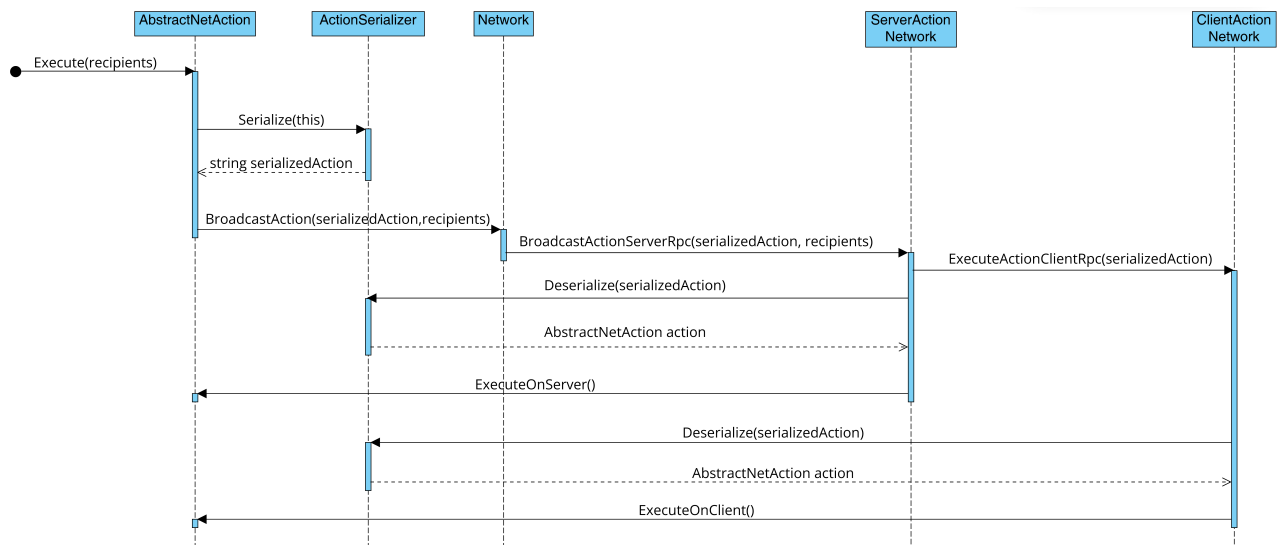 AbstractNetAction
ActionSerializer
Network
ServerAction
Network
ClientAction
Network
Execute(recipients)
Serialize(this)
string serializedAction
BroadcastAction(serializedAction,recipients)
BroadcastActionServerRpc(serializedAction, recipients)
ExecuteActionClientRpc(serializedAction)
Deserialize(serializedAction)
AbstractNetAction action
ExecuteOnServer()
Deserialize(serializedAction)
AbstractNetAction action
ExecuteOnClient()